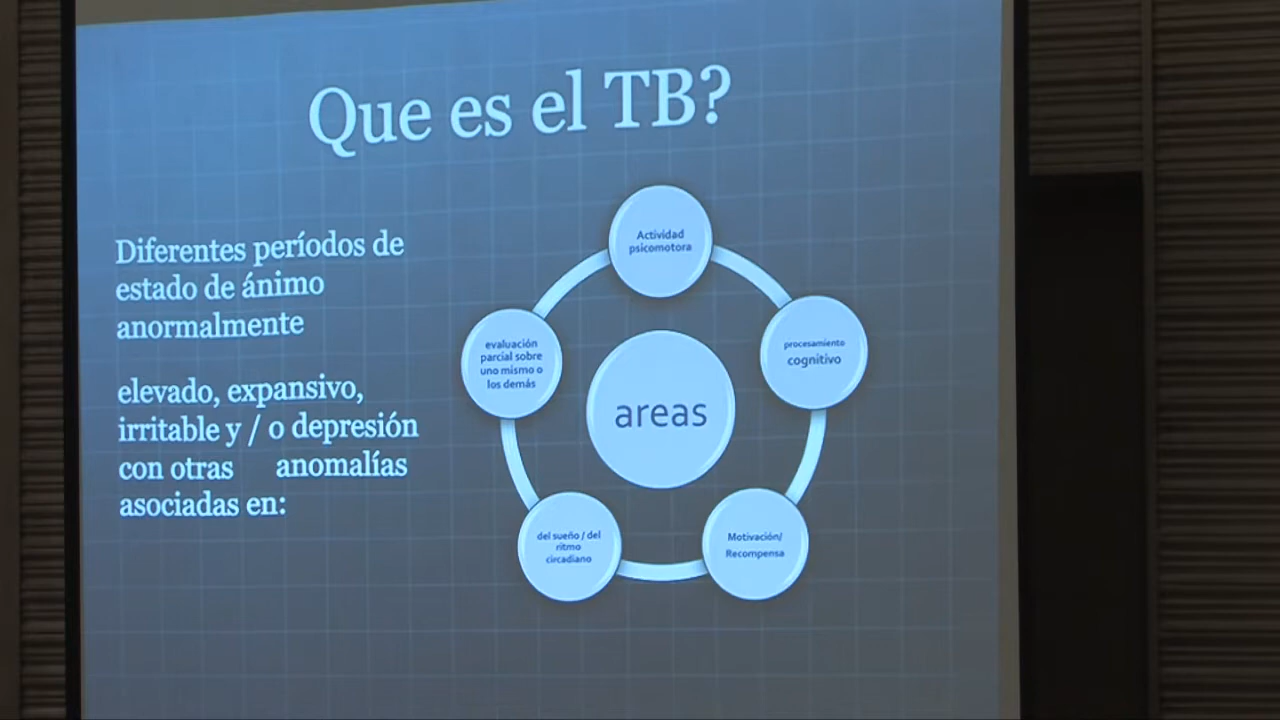 Que es el TB?
Diferentes períodos de
estado de ánimo
anormalmente
elevado, expansivo,
irritable y / o depresión
con otras anomalías
asociadas en:
Actividad
psicomotora
procesamiento
cognitivo
Motivación/
Recompensa
del sueño / del
ritmo
circadiano
evaluación
parcial sobre
uno mismo o
los demás
areas